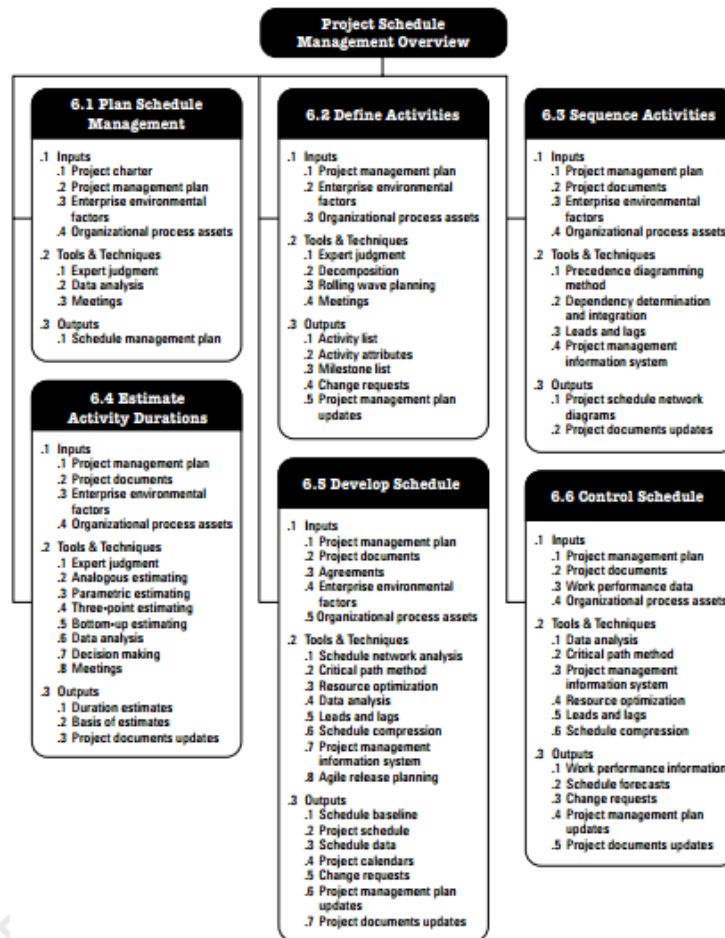 Project Schedule
Management Overview
6.1 Plan Schedule
Management
.1 Inputs
.1 Project charter
.2 Project management plan
.3 Enterprise environmental
factors
.4 Organizational process assets
.2 Tools & Techniques
.1 Expert judgment
.2 Data analysis
.3 Meetings
.3 Outputs
.1 Schedule management plan
6.2 Define Activities
.1 Inputs
.1 Project management plan
.2 Enterprise environmental
factors
.3 Organizational process assets
.2 Tools & Techniques
.1 Expert judgment
.2 Decomposition
.3 Rolling wave planning
.4 Meetings
.3 Outputs
.1 Activity list
.2 Activity attributes
.3 Milestone list
.4 Change requests
.5 Project management plan
updates
6.3 Sequence Activities
.1 Inputs
.1 Project management plan
.2 Project documents
.3 Enterprise environmental
factors
.4 Organizational process assets
.2 Tools & Techniques
.1 Precedence diagramming
method
.2 Dependency determination
and integration
.3 Leads and lags
.4 Project management
information system
.3 Outputs
.1 Project schedule network
diagrams
.2 Project documents updates
6.4 Estimate
Activity Durations
.1 Inputs
.1 Project management plan
.2 Project documents
.3 Enterprise environmental
factors
.4 Organizational process assets
.2 Tools & Techniques
.1 Expert judgment
.2 Analogous estimating
.3 Parametric estimating
.4 Three-point estimating
.5 Bottom-up estimating
.6 Data analysis
.7 Decision making
.8 Meetings
.3 Outputs
.1 Duration estimates
.2 Basis of estimates
.3 Project documents updates
6.5 Develop Schedule
.1 Inputs
.1 Project management plan
.2 Project documents
.3 Agreements
.4 Enterprise environmental
factors
.5 Organizational process assets
.2 Tools & Techniques
.1 Schedule network analysis
.2 Critical path method
.3 Resource optimization
.4 Data analysis
.5 Leads and lags
.6 Schedule compression
.7 Project management
information system
.8 Agile release planning
.3 Outputs
.1 Schedule baseline
.2 Project schedule
.3 Schedule data
.4 Project calendars
.5 Change requests
.6 Project management plan
updates
.7 Project documents updates
6.6 Control Schedule
.1 Inputs
.1 Project management plan
.2 Project documents
.3 Work performance data
.4 Organizational process assets
.2 Tools & Techniques
.1 Data analysis
.2 Critical path method
.3 Project management
information system
.4 Resource optimization
.5 Leads and lags
.6 Schedule compression
.3 Outputs
.1 Work performance information
.2 Schedule forecasts
.3 Change requests
.4 Project management plan
updates
.5 Project documents updates